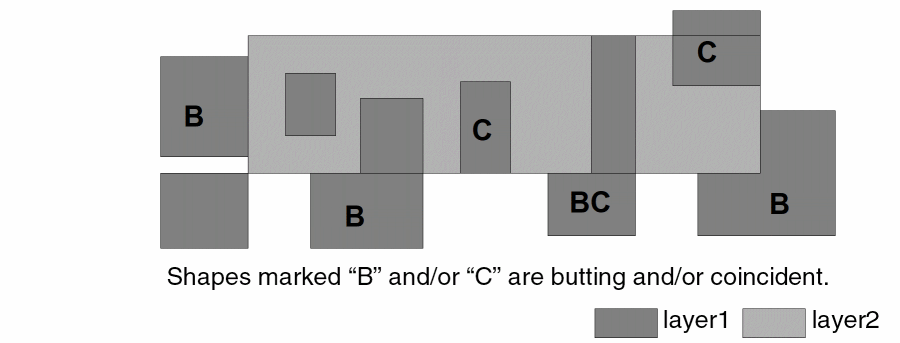 C
B
C
BC
B
B
Shapes marked “B” and/or “C” are butting and/or coincident.
layer1 layer2